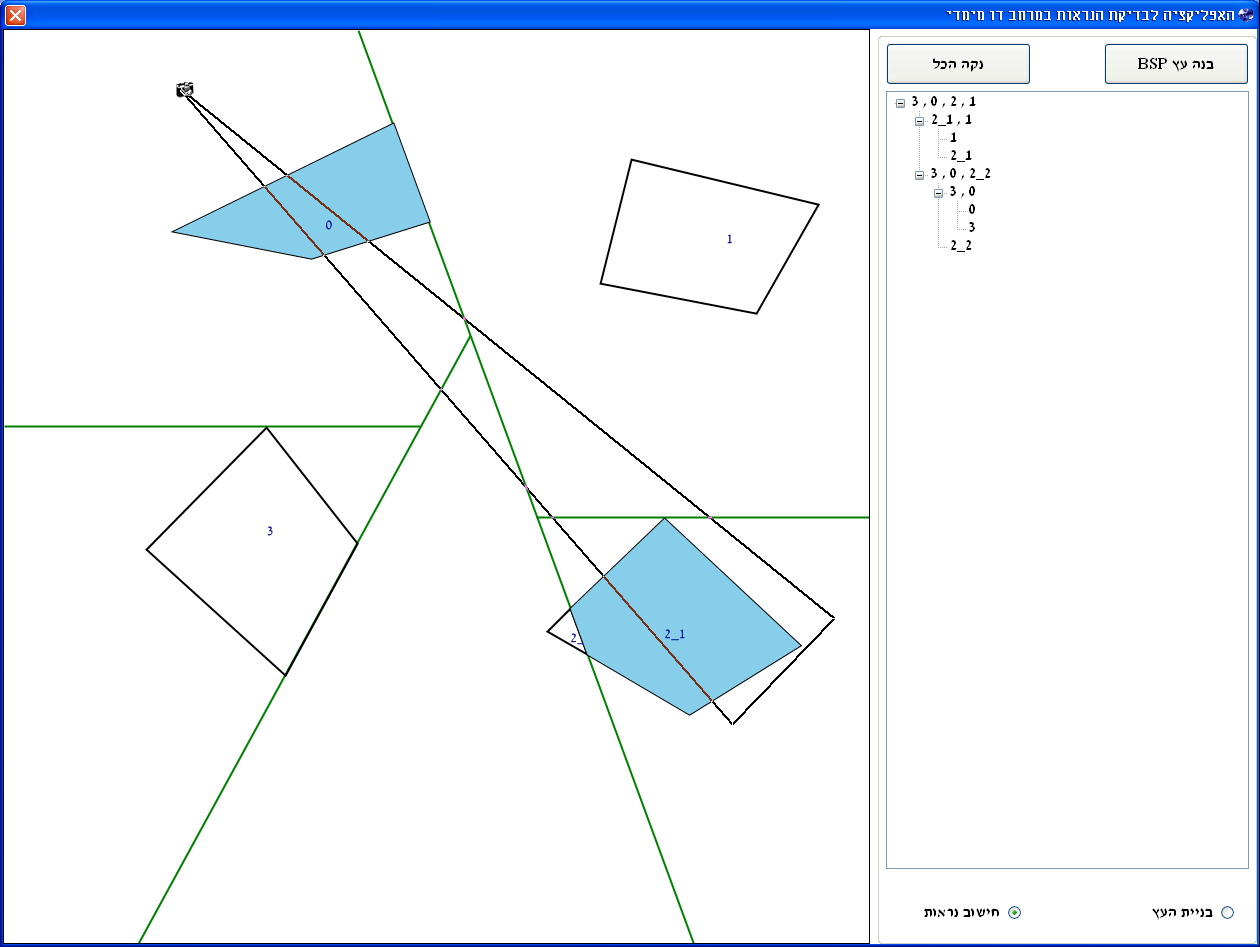 האפליקציה לבדיקת הנראות במרחב דו מימדי
בנה עץ BSP
נקה הכל
3 , 0 , 2 , 1
2_1 , 1
1
2_1
3 , 0 , 2_2
3 , 0
0
3
2_2
0
1
3
2_
2_1
בניית העץ
חישוב נראות